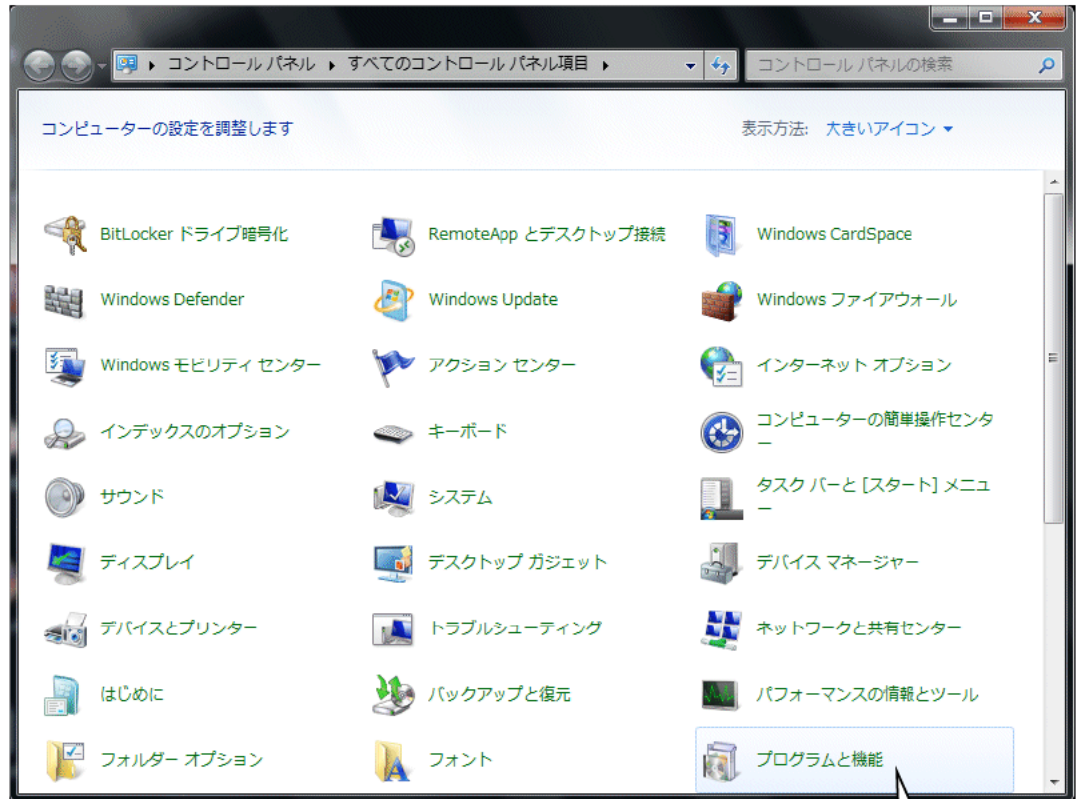 コントロール パネル ▸ すべてのコントロール パネル項目 ▸
コントロール パネルの検索
コンピューターの設定を調整します
表示方法: 大きいアイコン
BitLocker ドライブ暗号化
RemoteApp とデスクトップ接続
Windows CardSpace
Windows Defender
Windows Update
Windows ファイアウォール
Windows モビリティ センター
アクション センター
インターネット オプション
インデックスのオプション
キーボード
コンピューターの簡単操作センタ
ー
サウンド
システム
タスク バーと [スタート] メニュ
ー
ディスプレイ
デスクトップ ガジェット
デバイス マネージャー
デバイスとプリンター
トラブルシューティング
ネットワークと共有センター
はじめに
バックアップと復元
パフォーマンスの情報とツール
フォルダー オプション
フォント
プログラムと機能